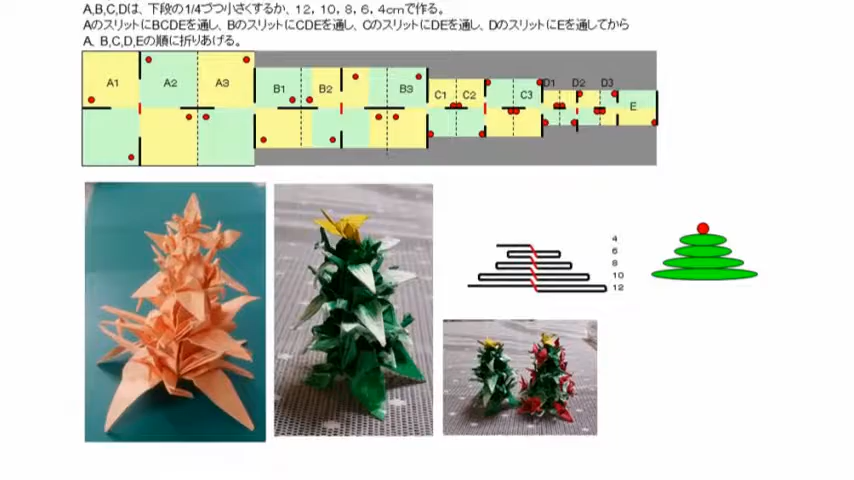 A,B,C,Dは、下段の1/4づつ小さくするか、12, 10, 8, 6, 4cmで作る。
AのスリットにBCDEを通し、BのスリットにCDEを通し、CのスリットにDEを通し、DのスリットにEを通してから
A, B,C,D,Eの順に折りあげる。
A1 A2 A3 B1 B2 B3 C1 C2 C3 D1 D2 D3 E
4
6
8
10
12